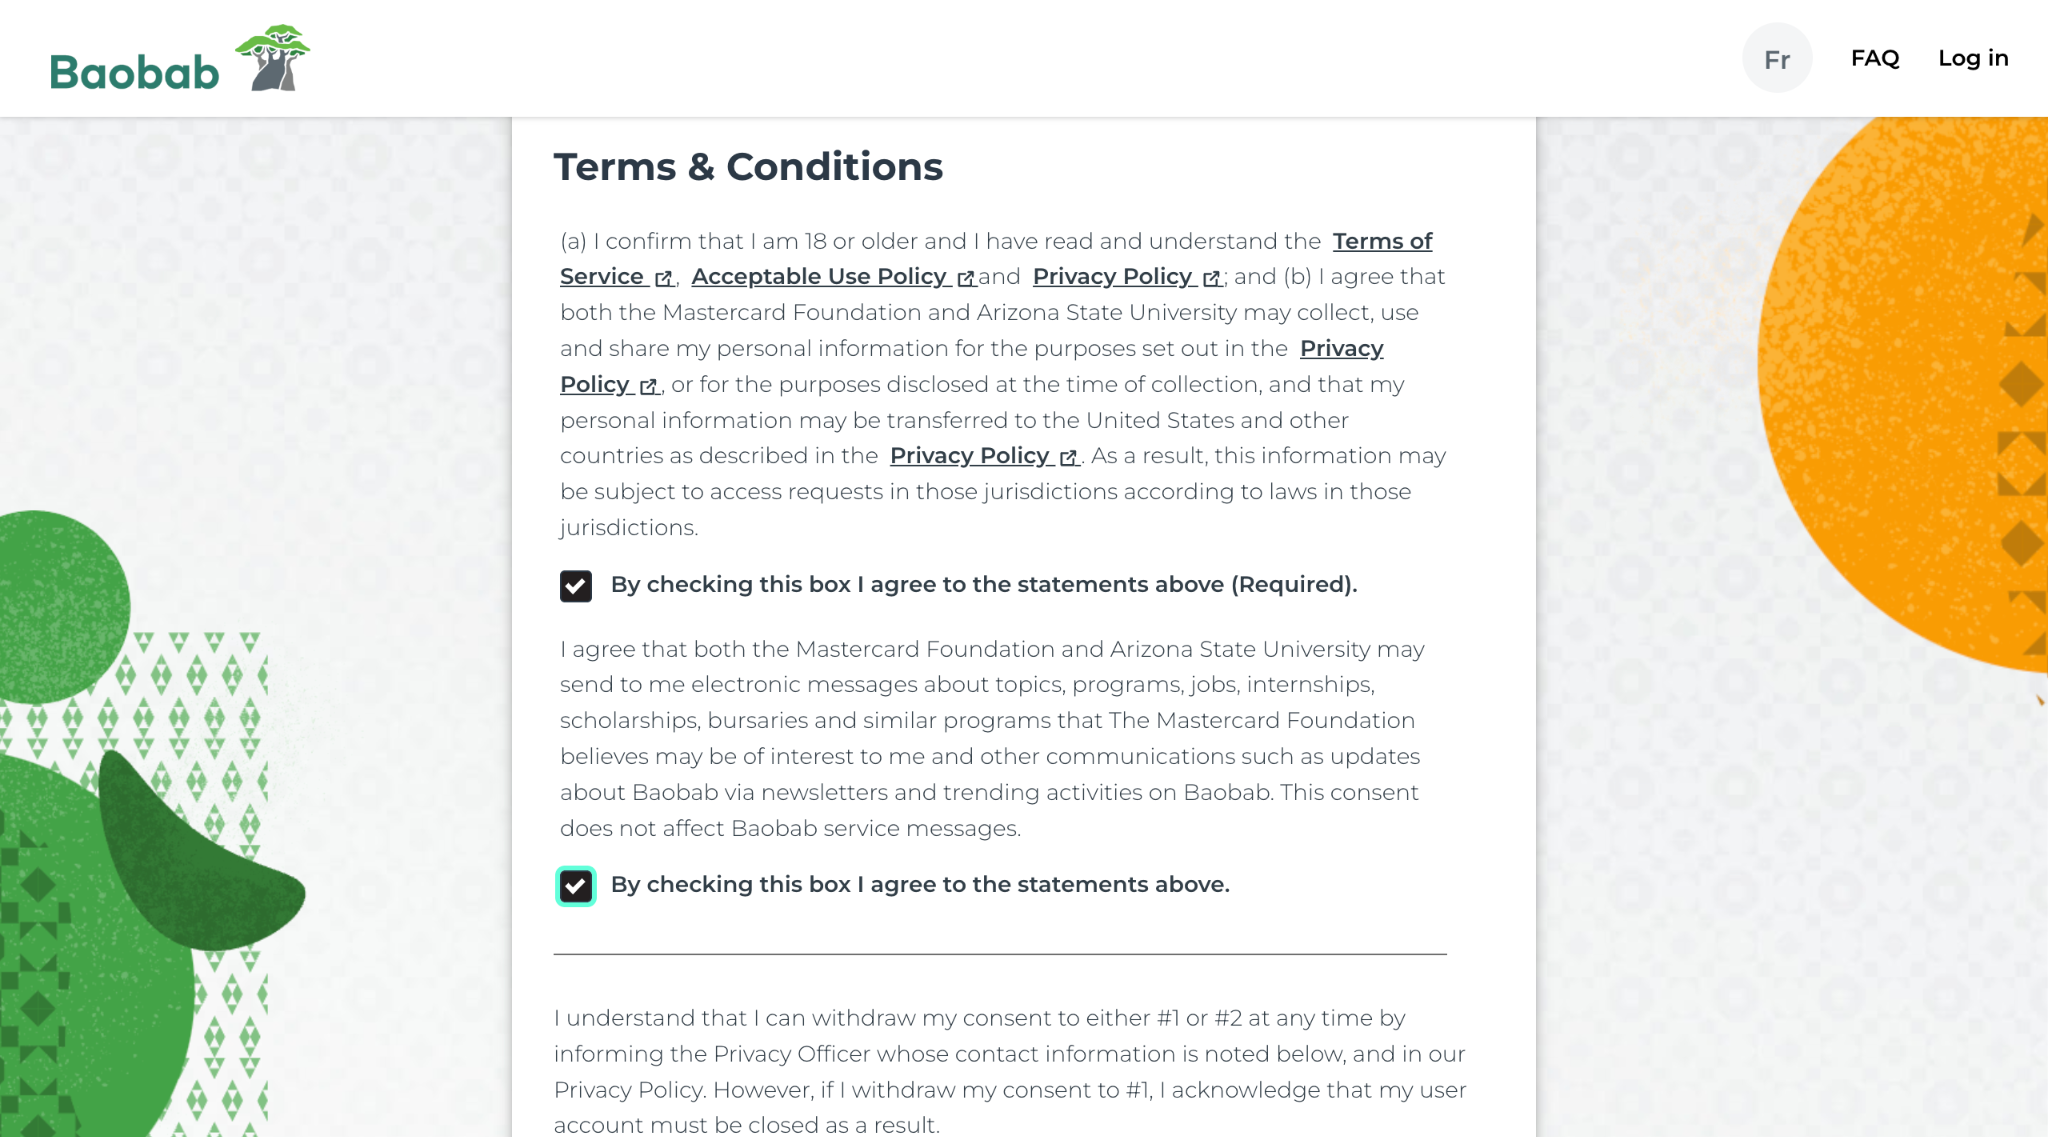 Baobab
Fr
FAQ
Log in
Terms & Conditions
(a) I confirm that I am 18 or older and I have read and understand the Terms of
Service, Acceptable Use Policy and Privacy Policy; and (b) I agree that
both the Mastercard Foundation and Arizona State University may collect, use
and share my personal information for the purposes set out in the Privacy
Policy, or for the purposes disclosed at the time of collection, and that my
personal information may be transferred to the United States and other
countries as described in the Privacy Policy. As a result, this information may
be subject to access requests in those jurisdictions according to laws in those
jurisdictions.
By checking this box I agree to the statements above (Required).
I agree that both the Mastercard Foundation and Arizona State University may
send to me electronic messages about topics, programs, jobs, internships,
scholarships, bursaries and similar programs that The Mastercard Foundation
believes may be of interest to me and other communications such as updates
about Baobab via newsletters and trending activities on Baobab. This consent
does not affect Baobab service messages.
By checking this box I agree to the statements above.
I understand that I can withdraw my consent to either #1 or #2 at any time by
informing the Privacy Officer whose contact information is noted below, and in our
Privacy Policy. However, if I withdraw my consent to #1, I acknowledge that my user
account must be closed as a result.